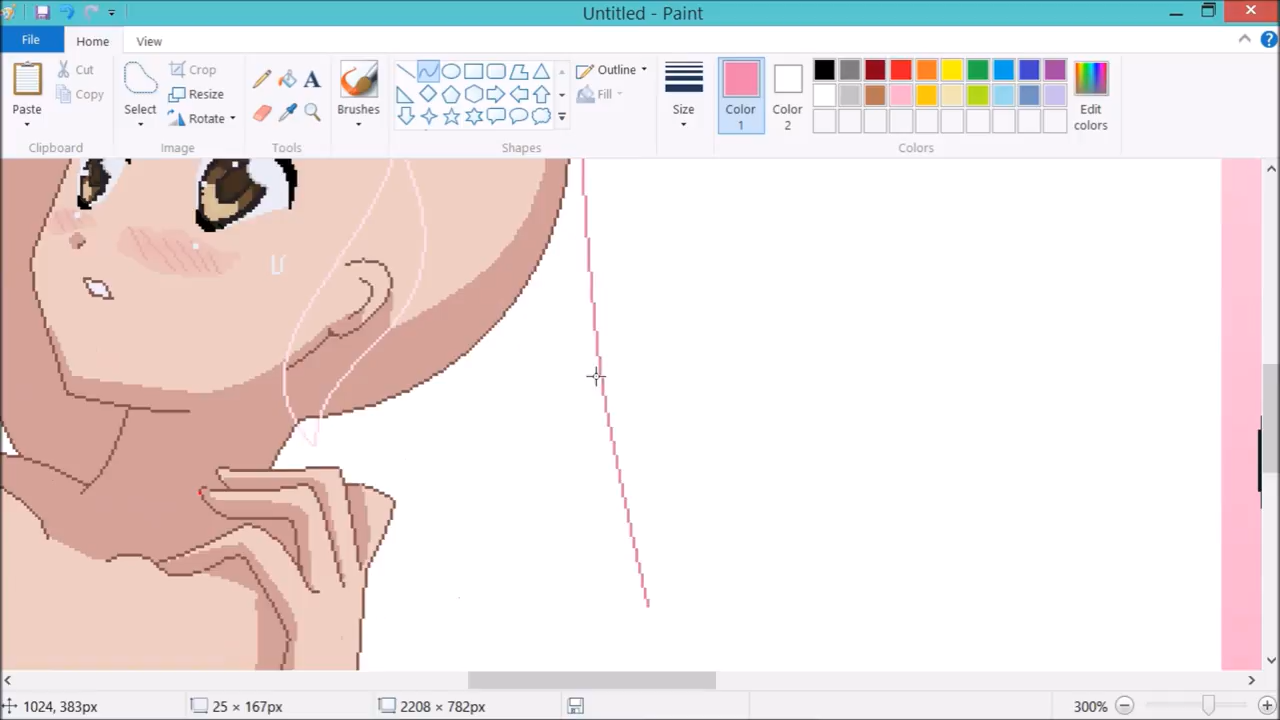 Untitled - Paint
File Home View
Paste
Cut
Copy
Clipboard
Select
Crop
Resize
Rotate
Image
A
Tools
Brushes
Outline
Fill
Shapes
Size
Color 1
Color 2
Edit colors
Colors
1024, 383px
25 × 167px
2208 × 782px
300%